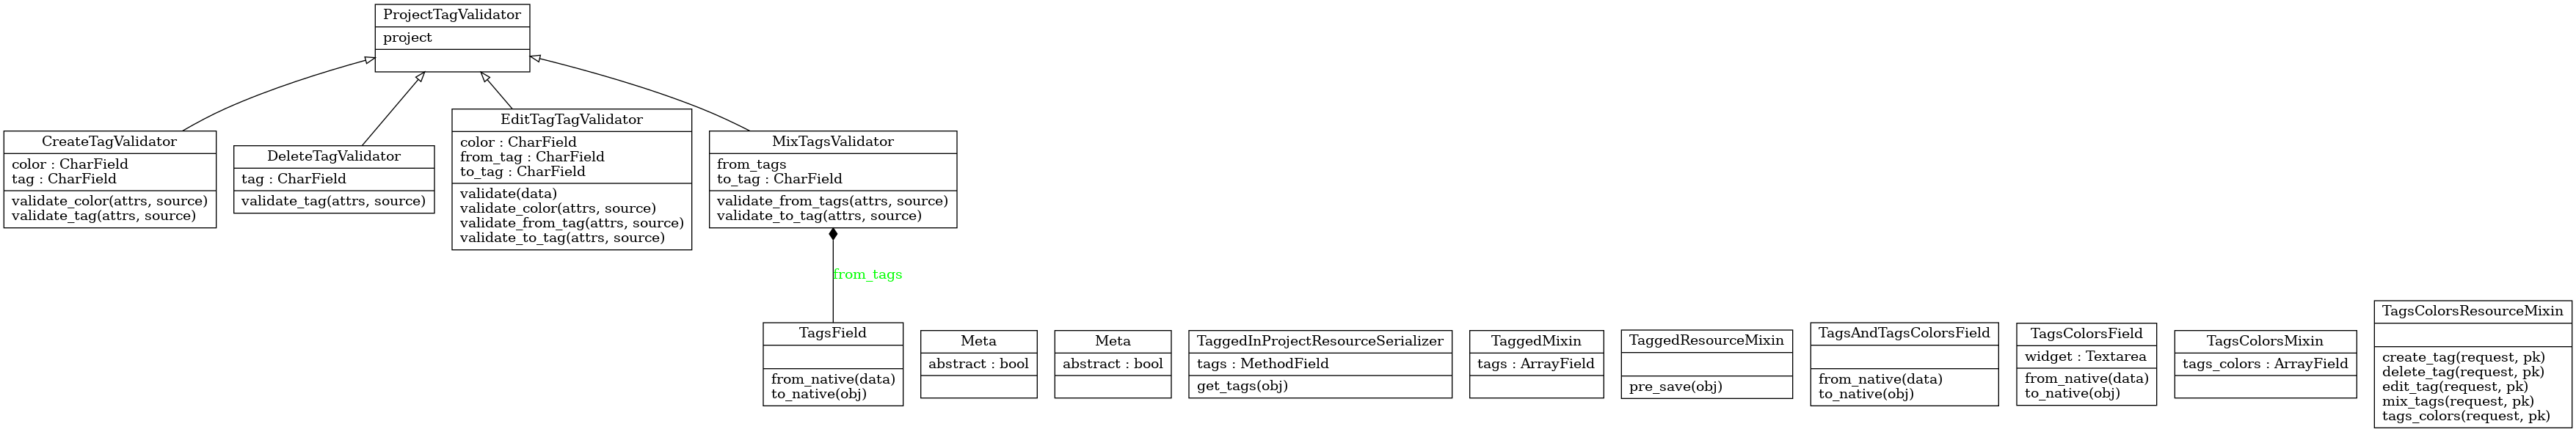 ProjectTagValidator
project
CreateTagValidator
color : CharField
tag : CharField
validate_color(attrs, source)
validate_tag(attrs, source)
DeleteTagValidator
tag : CharField
validate_tag(attrs, source)
EditTagTagValidator
color : CharField
from_tag : CharField
to_tag : CharField
validate(data)
validate_color(attrs, source)
validate_from_tag(attrs, source)
validate_to_tag(attrs, source)
MixTagsValidator
from_tags
to_tag : CharField
validate_from_tags(attrs, source)
validate_to_tag(attrs, source)
from_tags
TagsField
from_native(data)
to_native(obj)
Meta
abstract : bool
Meta
abstract : bool
TaggedInProjectResourceSerializer
tags : MethodField
get_tags(obj)
TaggedMixin
tags : ArrayField
TaggedResourceMixin
pre_save(obj)
TagsAndTagsColorsField
from_native(data)
to_native(obj)
TagsColorsField
widget : Textarea
from_native(data)
to_native(obj)
TagsColorsMixin
tags_colors : ArrayField
TagsColorsResourceMixin
create_tag(request, pk)
delete_tag(request, pk)
edit_tag(request, pk)
mix_tags(request, pk)
tags_colors(request, pk)